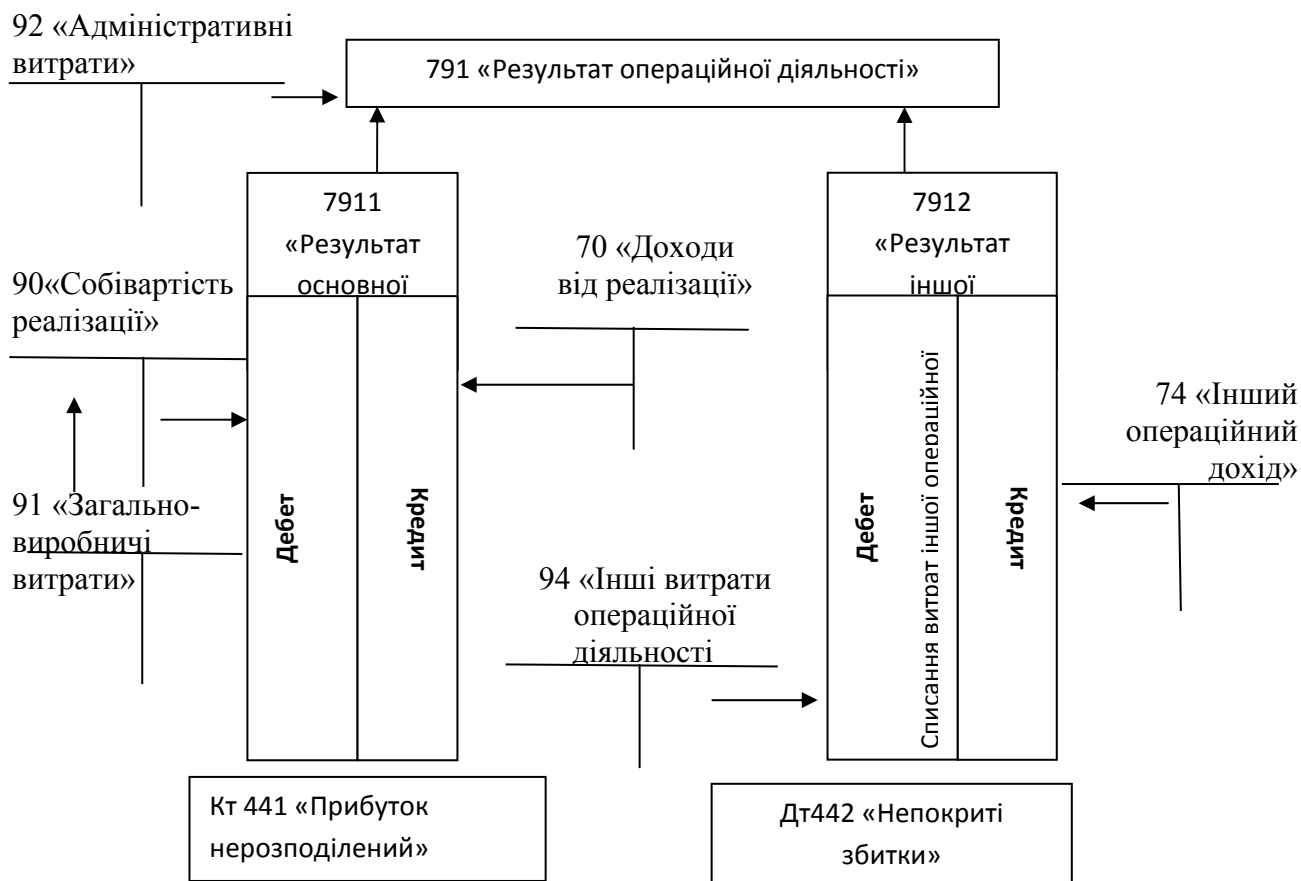 92 «Адміністративні
витрати»
791 «Результат операційної діяльності»
7911
«Результат
основної
70 «Доходи
від реалізації»
7912
«Результат
іншої
90«Собівартість
реалізації»
Дебет
Кредит
Дебет
Списання витрат іншої операційної
Кредит
74 «Інший
операційний
дохід»
91 «Загально-
виробничі
витрати»
94 «Інші витрати
операційної
діяльності
Кт 441 «Прибуток
нерозподілений»
Дт442 «Непокриті
збитки»